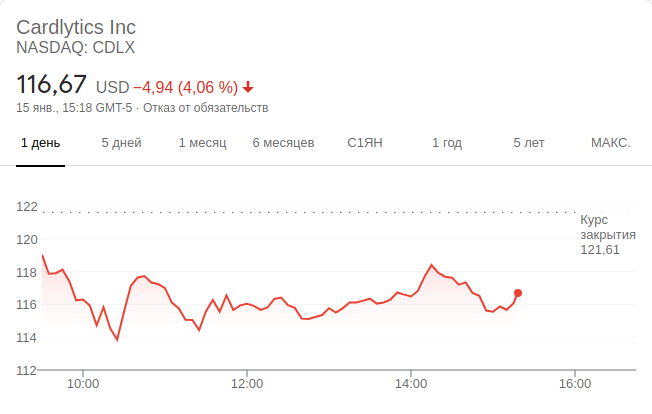 Cardlytics Inc
NASDAQ: CDLX
116,67 USD −4,94 (4,06 %)
15 янв., 15:18 GMT-5 · Отказ от обязательств
1 день 5 дней 1 месяц 6 месяцев С1ЯН 1 год 5 лет МАКС.
122
Курс
закрытия
121,61
120
118
116
114
112
10:00 12:00 14:00 16:00